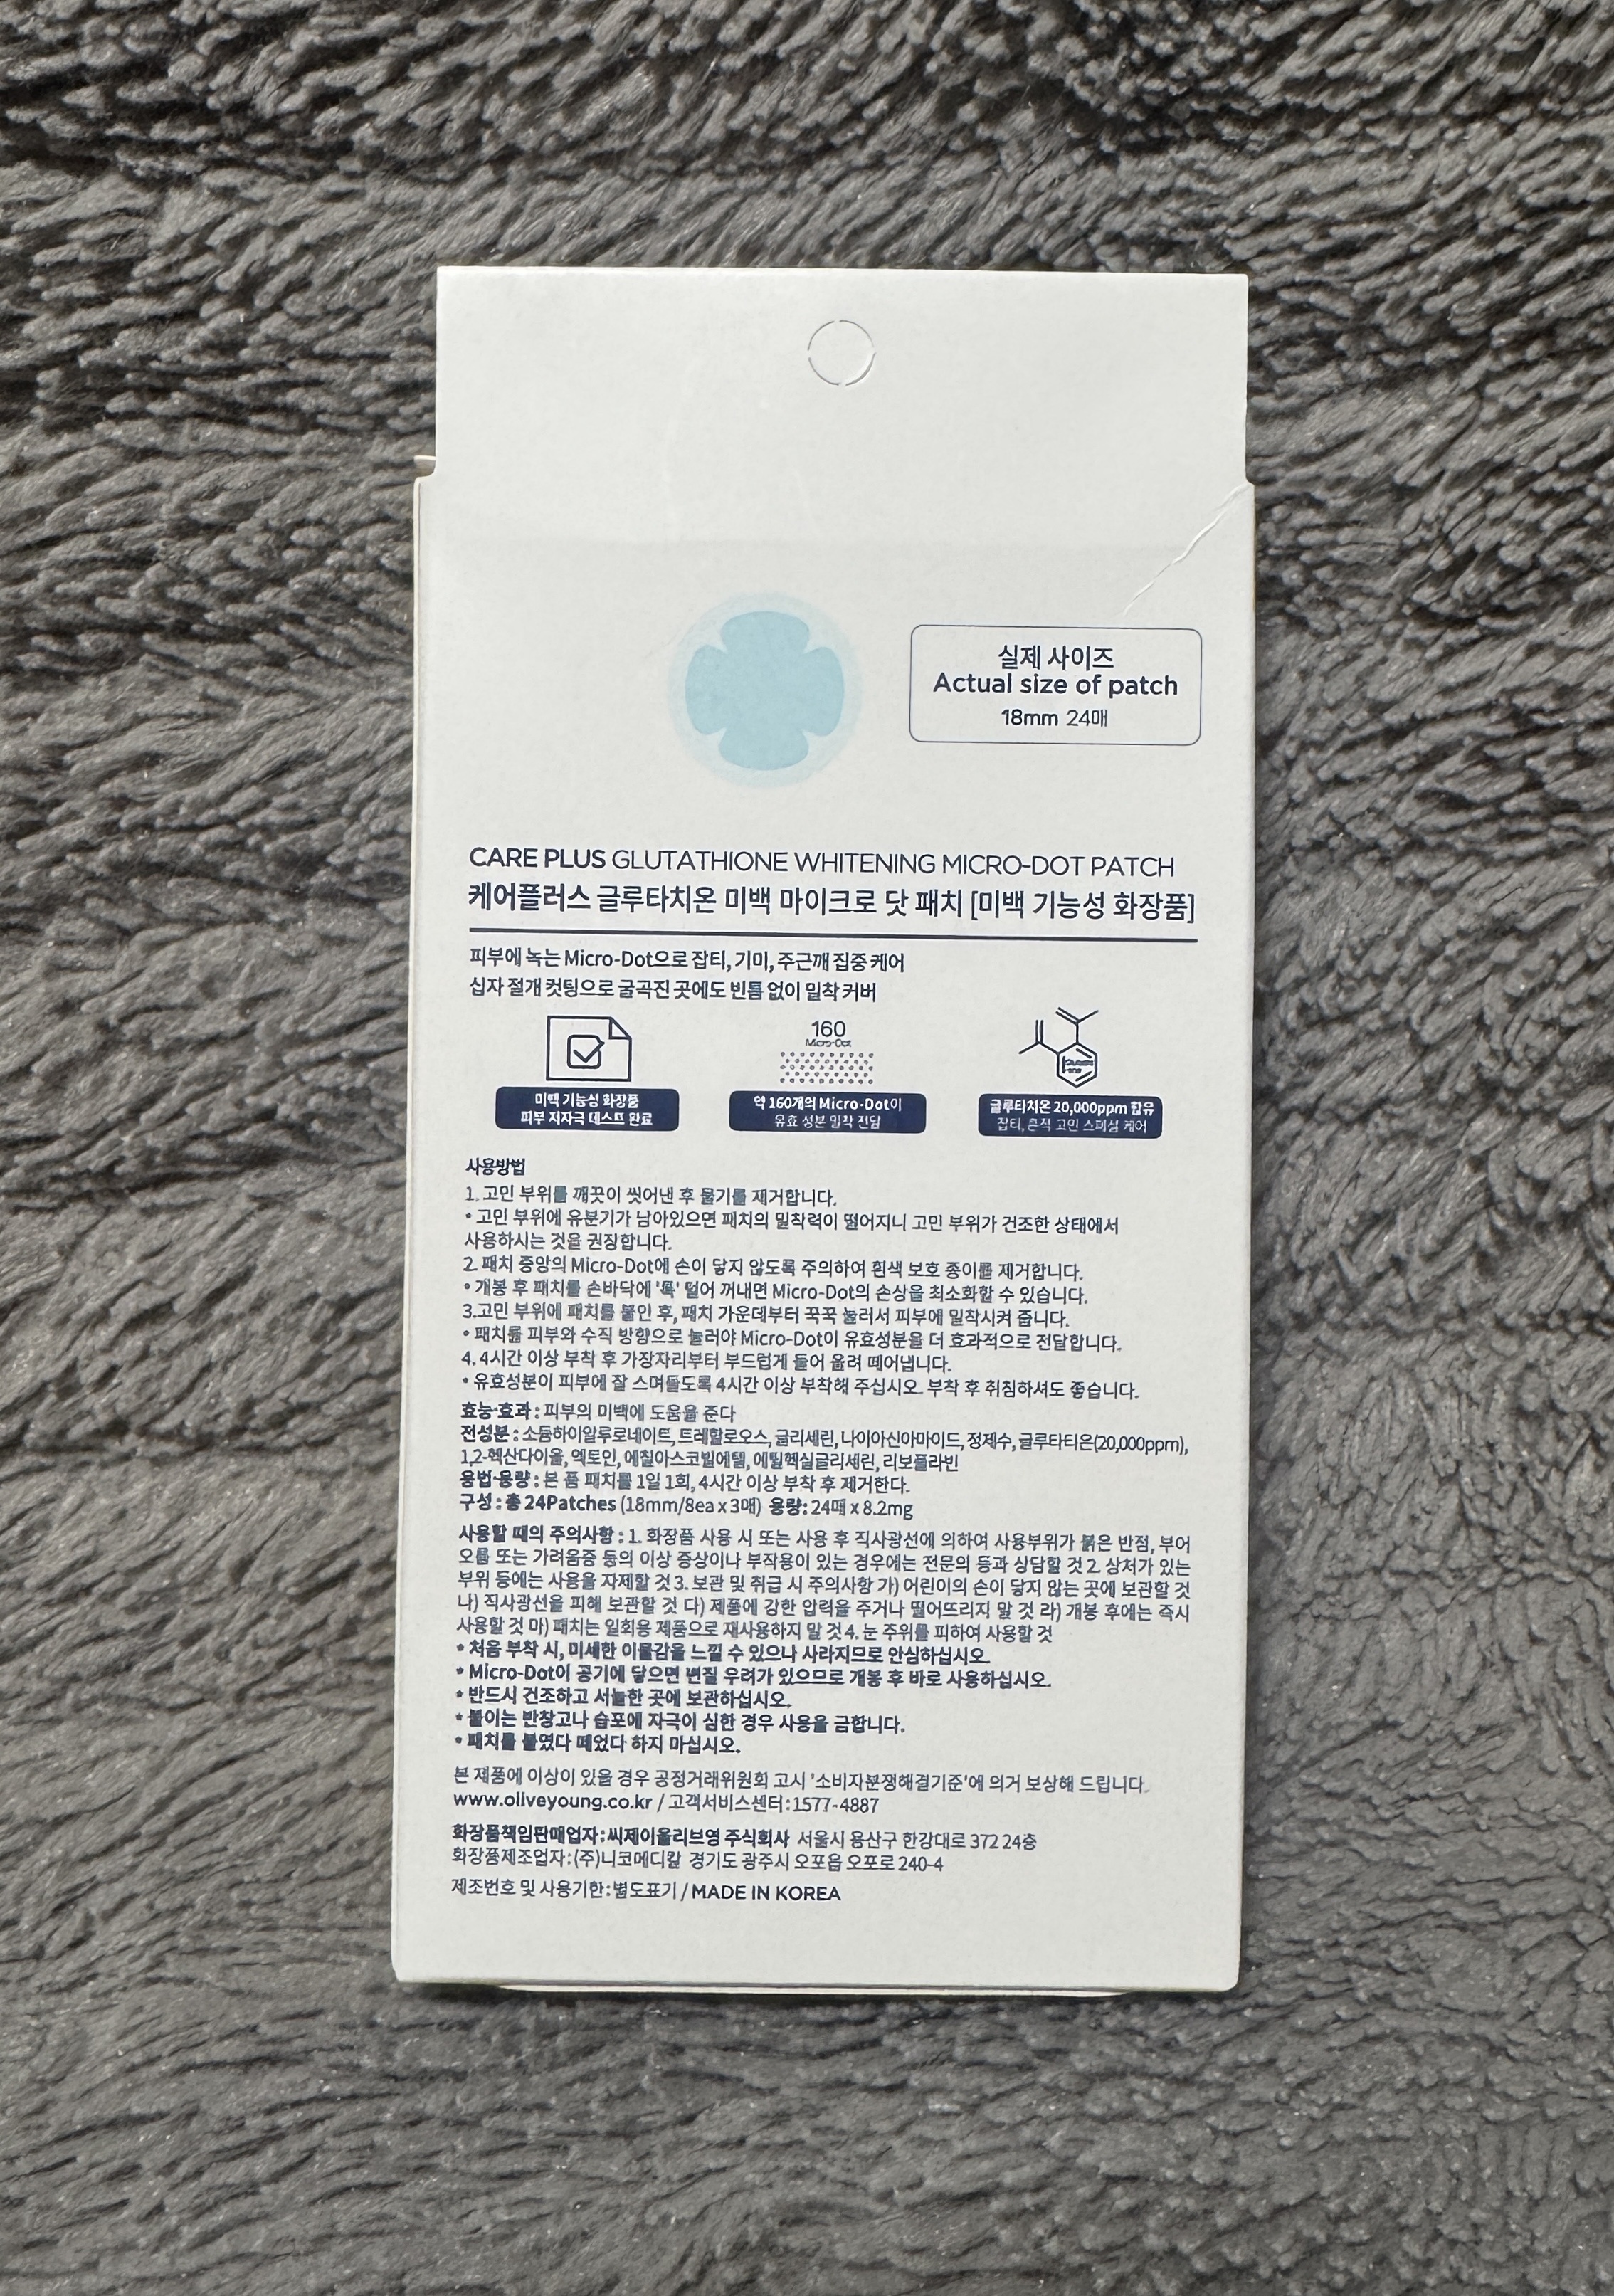 실제 사이즈
Actual size of patch
18mm 24매
CARE PLUS GLUTATHIONE WHITENING MICRO-DOT PATCH
케어플러스 글루타치온 미백 마이크로 닷 패치 [미백 기능성 화장품]
피부에 녹는 Micro-Dot으로 잡티, 기미, 주근깨 집중 케어
십자 절개 컷팅으로 굴곡진 곳에도 빈틈 없이 밀착 커버
160
Micro-Dot
미백 기능성 화장품
피부 저자극 테스트 완료
약 160개의 Micro-Dot이
유효 성분 밀착 전달
글루타치온 20,000ppm 함유
잡티, 흔적 고민 스페셜 케어
사용방법
1. 고민 부위를 깨끗이 씻어낸 후 물기를 제거합니다.
• 고민 부위에 유분기가 남아있으면 패치의 밀착력이 떨어지니 고민 부위가 건조한 상태에서
사용하시는 것을 권장합니다.
2. 패치 중앙의 Micro-Dot에 손이 닿지 않도록 주의하여 흰색 보호 종이를 제거합니다.
• 개봉 후 패치를 손바닥에 '톡' 털어 꺼내면 Micro-Dot의 손상을 최소화할 수 있습니다.
3.고민 부위에 패치를 붙인 후, 패치 가운데부터 꾹꾹 눌러서 피부에 밀착시켜 줍니다.
• 패치를 피부와 수직 방향으로 눌러야 Micro-Dot이 유효성분을 더 효과적으로 전달합니다.
4. 4시간 이상 부착 후 가장자리부터 부드럽게 들어 올려 떼어냅니다.
• 유효성분이 피부에 잘 스며들도록 4시간 이상 부착해 주십시오. 부착 후 취침하셔도 좋습니다.
효능·효과 : 피부의 미백에 도움을 준다
전성분 : 소듐하이알루로네이트, 트레할로오스, 글리세린, 나이아신아마이드, 정제수, 글루타티온(20,000ppm),
1,2-헥산다이올, 엑토인, 에칠아스코빌에텔, 에틸헥실글리세린, 리보플라빈
용법·용량 : 본 품 패치를 1일 1회, 4시간 이상 부착 후 제거한다.
구성 : 총 24Patches (18mm/8ea x 3매) 용량: 24매 x 8.2mg
사용할 때의 주의사항 : 1. 화장품 사용 시 또는 사용 후 직사광선에 의하여 사용부위가 붉은 반점, 부어
오름 또는 가려움증 등의 이상 증상이나 부작용이 있는 경우에는 전문의 등과 상담할 것 2. 상처가 있는
부위 등에는 사용을 자제할 것 3. 보관 및 취급 시 주의사항 가) 어린이의 손이 닿지 않는 곳에 보관할 것
나) 직사광선을 피해 보관할 것 다) 제품에 강한 압력을 주거나 떨어뜨리지 말 것 라) 개봉 후에는 즉시
사용할 것 마) 패치는 일회용 제품으로 재사용하지 말 것 4. 눈 주위를 피하여 사용할 것
* 처음 부착 시, 미세한 이물감을 느낄 수 있으나 사라지므로 안심하십시오.
* Micro-Dot이 공기에 닿으면 변질 우려가 있으므로 개봉 후 바로 사용하십시오.
* 반드시 건조하고 서늘한 곳에 보관하십시오.
* 붙이는 반창고나 습포에 자극이 심한 경우 사용을 금합니다.
* 패치를 붙였다 떼었다 하지 마십시오.
본 제품에 이상이 있을 경우 공정거래위원회 고시 '소비자분쟁해결기준'에 의거 보상해 드립니다.
www.oliveyoung.co.kr / 고객서비스센터:1577-4887
화장품책임판매업자:씨제이올리브영 주식회사 서울시 용산구 한강대로 372 24층
화장품제조업자:(주)니코메디칼 경기도 광주시 오포읍 오포로 240-4
제조번호 및 사용기한:별도표기 / MADE IN KOREA